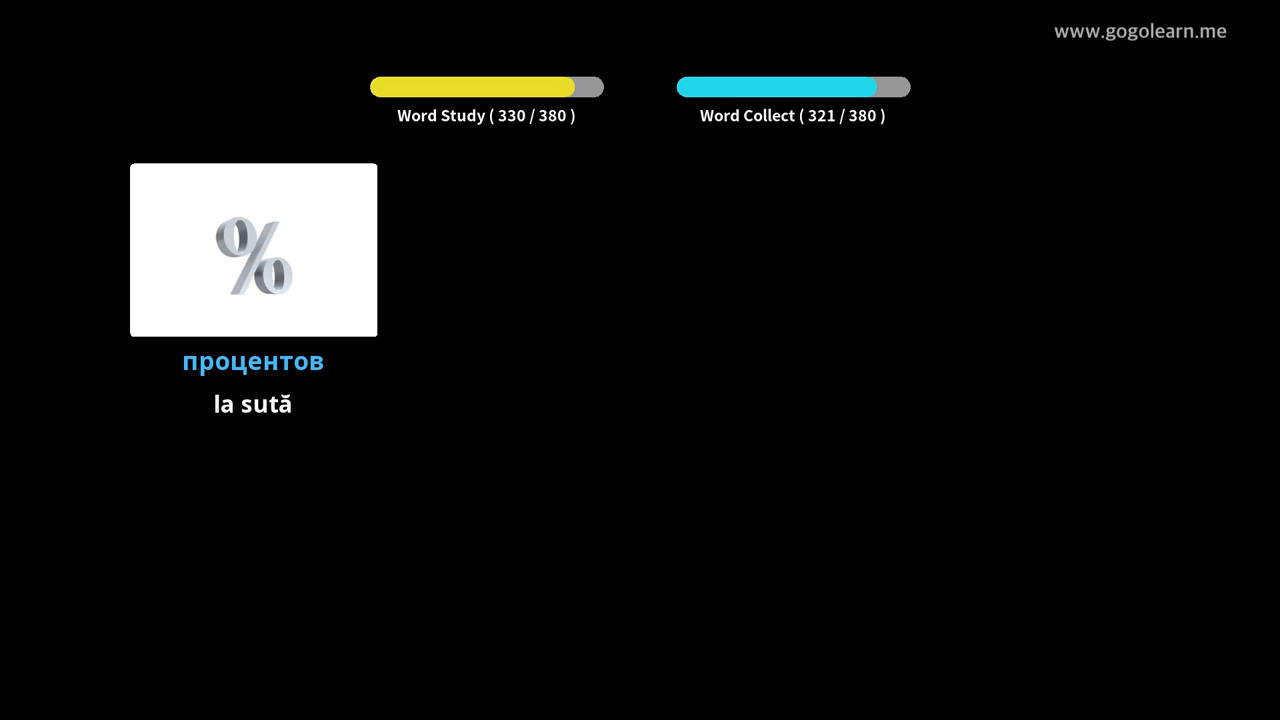 www.gogolearn.me
Word Study ( 330 / 380 )
Word Collect ( 321 / 380 )
%
процентов
la sută